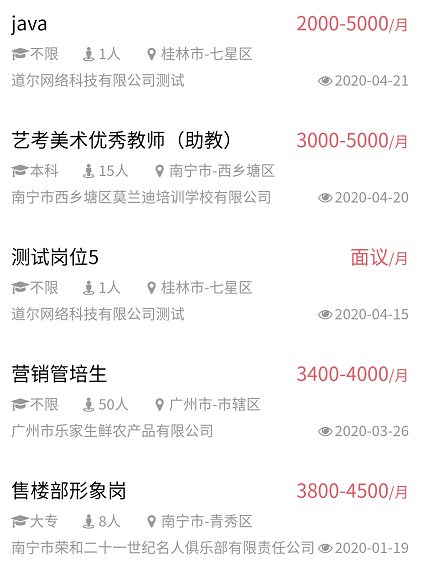 java 2000-5000/月
不限 1人 桂林市-七星区
道尔网络科技有限公司测试 2020-04-21
艺考美术优秀教师（助教） 3000-5000/月
本科 15人 南宁市-西乡塘区
南宁市西乡塘区莫兰迪培训学校有限公司 2020-04-20
测试岗位5 面议/月
不限 1人 桂林市-七星区
道尔网络科技有限公司测试 2020-04-15
营销管培生 3400-4000/月
不限 50人 广州市-市辖区
广州市乐家生鲜农产品有限公司 2020-03-26
售楼部形象岗 3800-4500/月
大专 8人 南宁市-青秀区
南宁市荣和二十一世纪名人俱乐部有限责任公司 2020-01-19